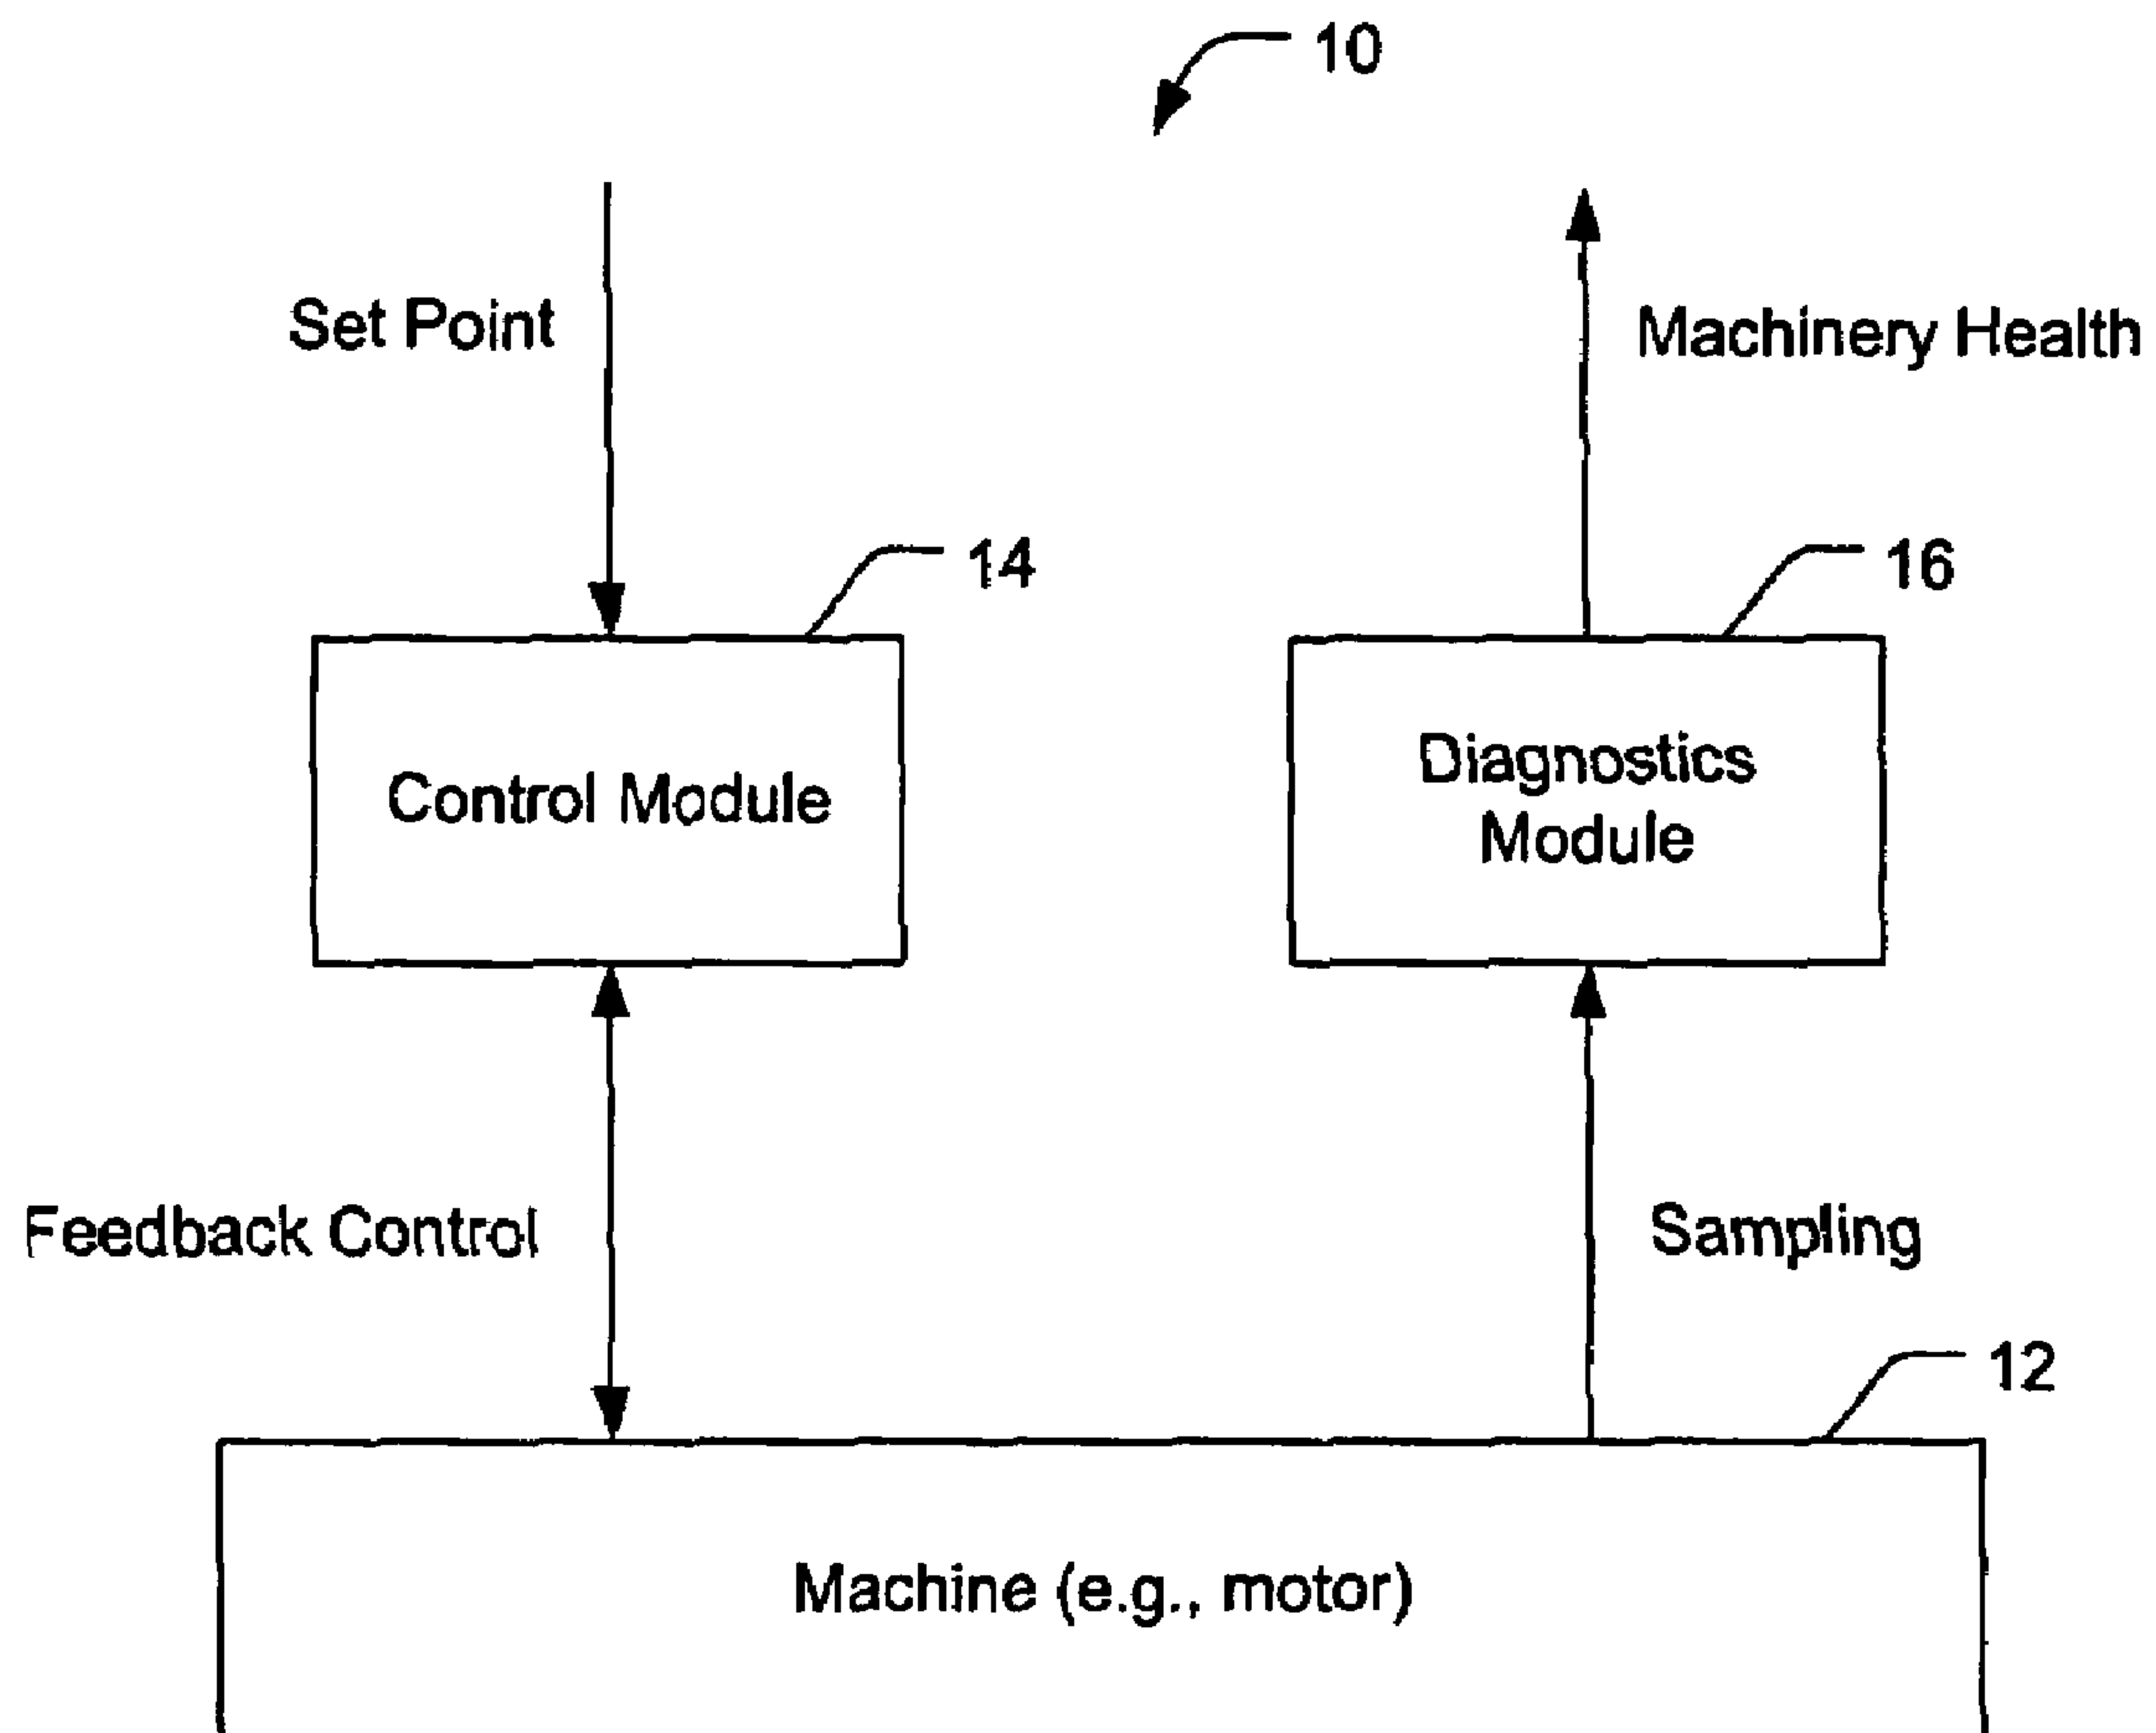 10
Set Point
Machinery Health
14
16
Control Module
Diagnostics
Module
Feedback Control
Sampling
12
Machine (e.g., motor)